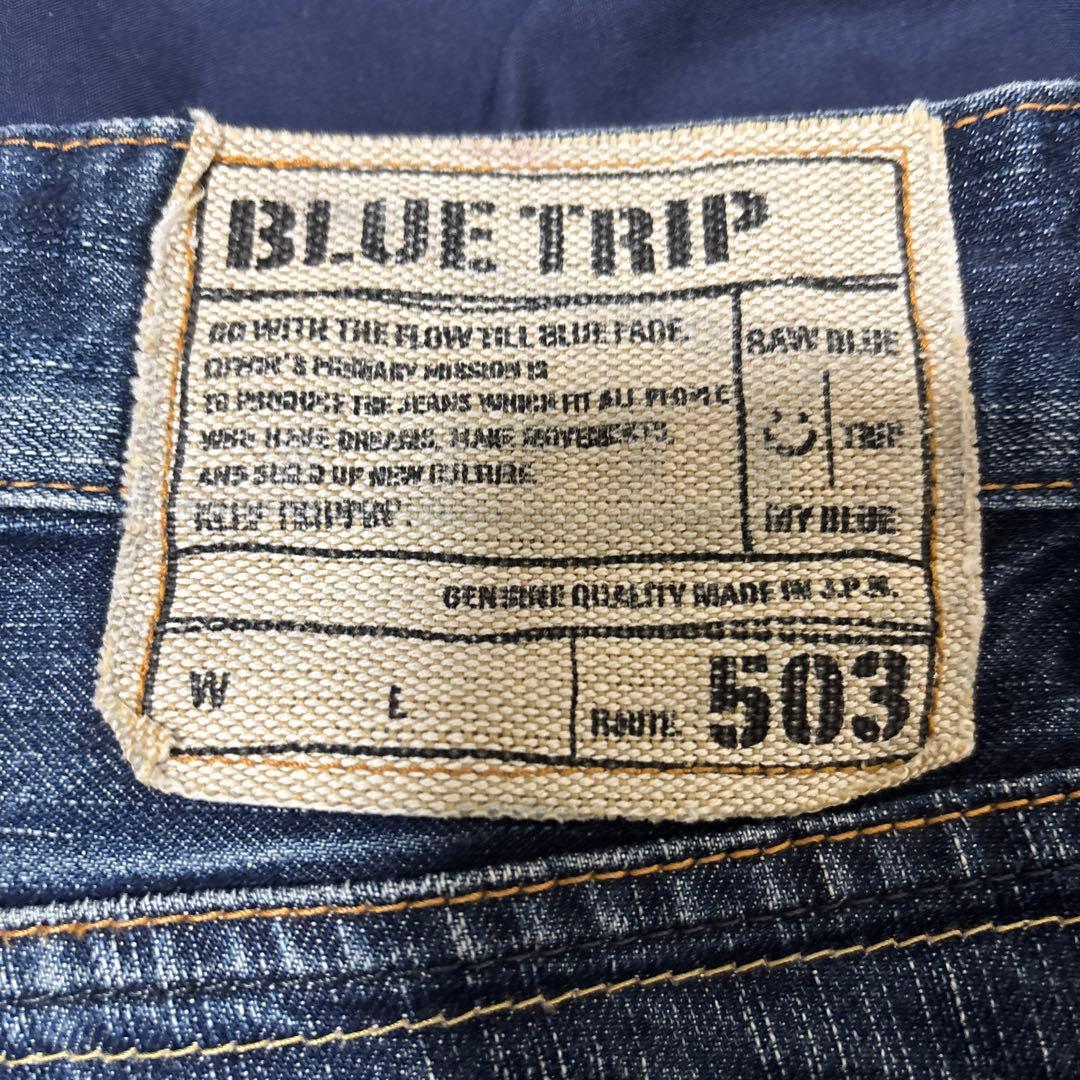 BLUE TRIP
GO WITH THE FLOW TILL BLUE FADE.
'S PRIMARY MISSION IS
TO PRODUCT THE JEANS WHICH FIT ALL PEOPLE
WHO HAVE DREAMS, MAKE MOVEMENTS,
AND BUILD UP NEW CULTURE.
KEEP TRIPPIN'.
RAW BLUE
TRIP
MY BLUE
GENUINE QUALITY MADE IN J.P.N.
W L
ROUTE. 503